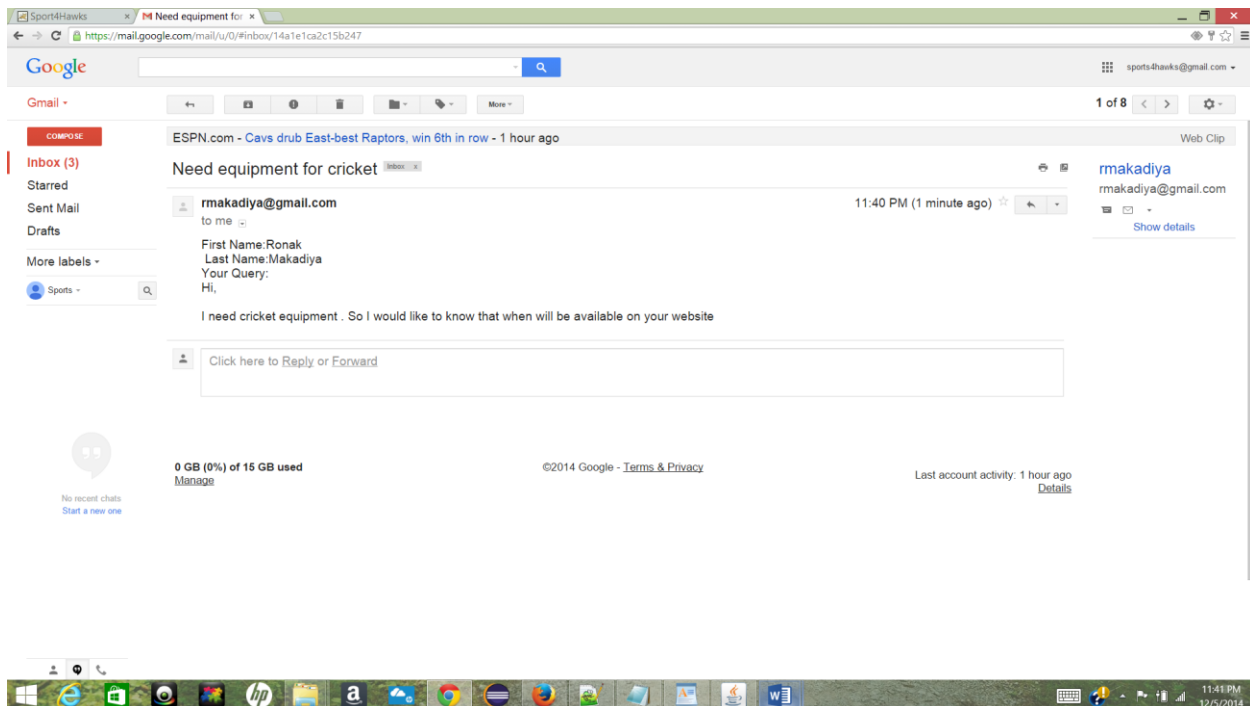 Sport4Hawks
Need equipment for
https://mail.google.com/mail/u/0/#inbox/14a1e1ca2c15b247
Google
sports4hawks@gmail.com
Gmail
More
1 of 8
COMPOSE
ESPN.com - Cavs drub East-best Raptors, win 6th in row - 1 hour ago
Web Clip
Inbox (3)
Starred
Sent Mail
Drafts
More labels
Sports
Need equipment for cricket Inbox x
rmakadiya@gmail.com
11:40 PM (1 minute ago)
to me
First Name:Ronak
Last Name:Makadiya
Your Query:
Hi,
I need cricket equipment . So I would like to know that when will be available on your website
Click here to Reply or Forward
rmakadiya
rmakadiya@gmail.com
Show details
No recent chats
Start a new one
0 GB (0%) of 15 GB used
Manage
©2014 Google - Terms & Privacy
Last account activity: 1 hour ago
Details
hp
a
W
11:41 PM
12/5/2014